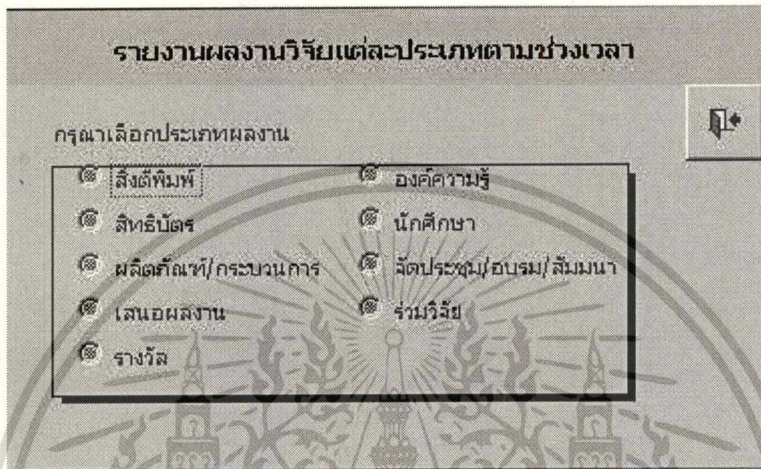 รายงานผลงานวิจัยแต่ละประเภทตามช่วงเวลา
กรุณาเลือกประเภทผลงาน
สิ่งตีพิมพ์
องค์ความรู้
สิทธิบัตร
นักศึกษา
ผลิตภัณฑ์/กระบวนการ
จัดประชุม/อบรม/สัมมนา
เสนอผลงาน
ร่วมวิจัย
รางวัล